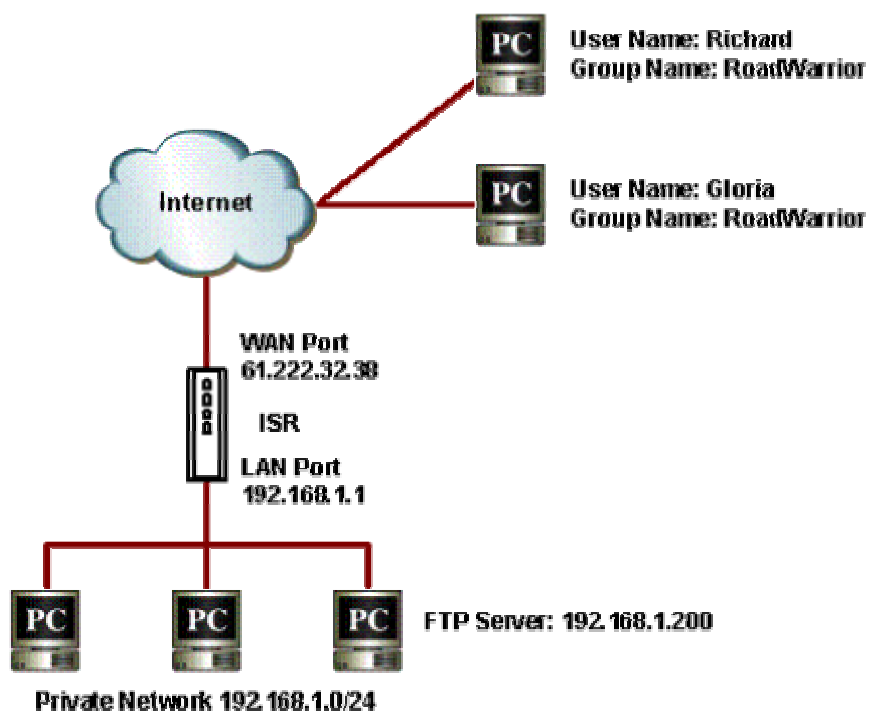 PC
User Name: Richard
Group Name: RoadWarrior
PC
User Name: Gloria
Group Name: RoadWarrior
Internet
WAN Port
61.222.32.38
ISR
LAN Port
192.168.1.1
PC
PC
PC
FTP Server: 192.168.1.200
Private Network 192.168.1.0/24